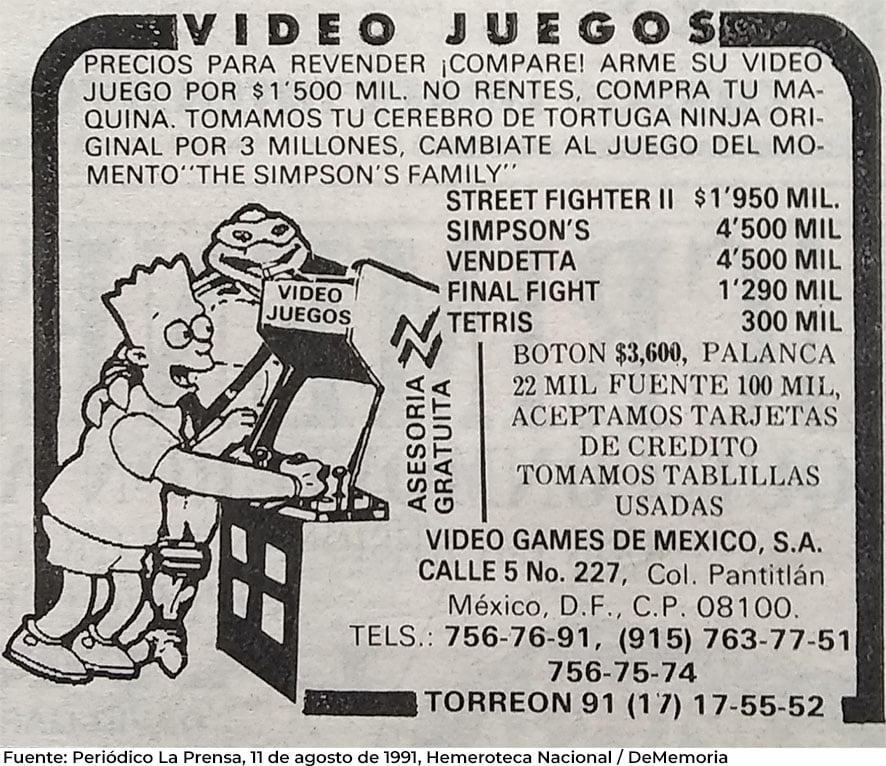 VIDEO JUEGOS
PRECIOS PARA REVENDER ¡COMPARE! ARME SU VIDEO
JUEGO POR $1'500 MIL. NO RENTES, COMPRA TU MA-
QUINA. TOMAMOS TU CEREBRO DE TORTUGA NINJA ORI-
GINAL POR 3 MILLONES, CAMBIATE AL JUEGO DEL MO-
MENTO''THE SIMPSON'S FAMILY''
STREET FIGHTER II $1'950 MIL.
SIMPSON'S 4'500 MIL
VENDETTA 4'500 MIL
FINAL FIGHT 1'290 MIL
TETRIS 300 MIL
VIDEO
JUEGOS
ASESORIA
GRATUITA
BOTON $3,600, PALANCA
22 MIL FUENTE 100 MIL,
ACEPTAMOS TARJETAS
DE CREDITO
TOMAMOS TABLILLAS
USADAS
VIDEO GAMES DE MEXICO, S.A.
CALLE 5 No. 227, Col. Pantitlán
México, D.F., C.P. 08100.
TELS.: 756-76-91, (915) 763-77-51
756-75-74
TORREON 91 (17) 17-55-52
Fuente: Periódico La Prensa, 11 de agosto de 1991, Hemeroteca Nacional / DeMemoria